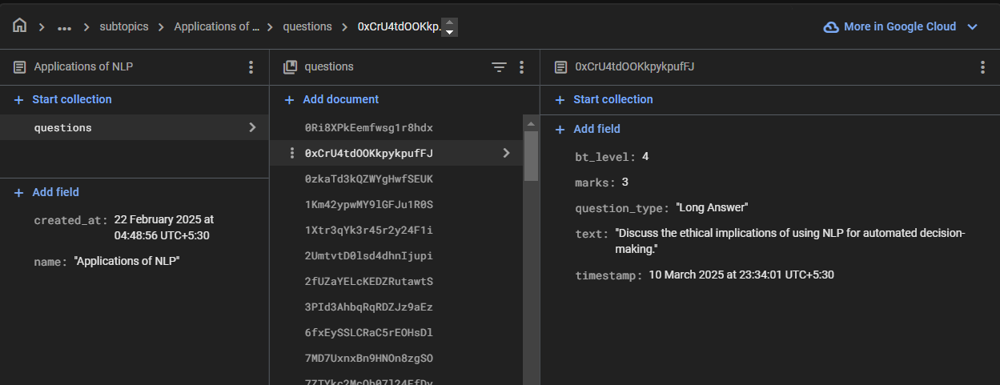 ... subtopics Applications of ... questions 0xCrU4tdOOKkp. More in Google Cloud
Applications of NLP
Start collection
questions
Add field
created_at: 22 February 2025 at
04:48:56 UTC+5:30
name: "Applications of NLP"
questions
Add document
0Ri8XPkEemfwsg1r8hdx
0xCrU4tdOOKkpykpufFJ
0zkaTd3kQZWYgHwfSEUK
1Km42ypwMY9lGFJu1R0S
1Xtr3qYk3r45r2y24F1i
2UmtvtD0lsd4dhnIjupi
2fUZaYELcKEDZRutawtS
3PId3AhbqRqRDZJz9aEz
6fxEySSLCRaC5rEOHsDl
7MD7UxnxBn9HNOn8zgSO
0xCrU4tdOOKkpykpufFJ
Start collection
Add field
bt_level: 4
marks: 3
question_type: "Long Answer"
text: "Discuss the ethical implications of using NLP for automated decision-
making."
timestamp: 10 March 2025 at 23:34:01 UTC+5:30